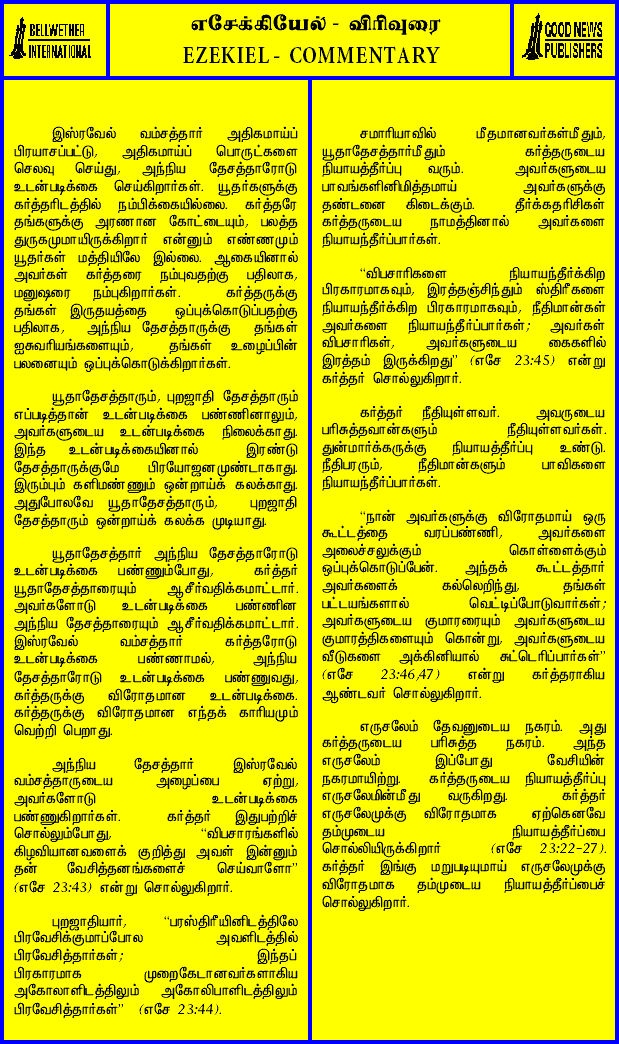 BELLWETHER
INTERNATIONAL
எசேக்கியேல் - விரிவுரை
EZEKIEL - COMMENTARY
GOOD NEWS
PUBLISHERS
இஸ்ரவேல் வம்சத்தார் அதிகமாய்ப்
பிரயாசப்பட்டு, அதிகமாய்ப் பொருட்களை
செலவு செய்து, அந்நிய தேசத்தாரோடு
உடன்படிக்கை செய்கிறார்கள். யூதர்களுக்கு
கர்த்தரிடத்தில் நம்பிக்கையில்லை. கர்த்தரே
தங்களுக்கு அரணான கோட்டையும், பலத்த
துருகமுமாயிருக்கிறார் என்னும் எண்ணமும்
யூதர்கள் மத்தியிலே இல்லை. ஆகையினால்
அவர்கள் கர்த்தரை நம்புவதற்கு பதிலாக,
மனுஷரை நம்புகிறார்கள். கர்த்தருக்கு
தங்கள் இருதயத்தை ஒப்புக்கொடுப்பதற்கு
பதிலாக, அந்நிய தேசத்தாருக்கு தங்கள்
ஐசுவரியங்களையும், தங்கள் உழைப்பின்
பலனையும் ஒப்புக்கொடுக்கிறார்கள்.
யூதாதேசத்தாரும், புறஜாதி தேசத்தாரும்
எப்படித்தான் உடன்படிக்கை பண்ணினாலும்,
அவர்களுடைய உடன்படிக்கை நிலைக்காது.
இந்த உடன்படிக்கையினால் இரண்டு
தேசத்தாருக்குமே பிரயோஜனமுண்டாகாது.
இரும்பும் களிமண்ணும் ஒன்றாய்க் கலக்காது.
அதுபோலவே யூதாதேசத்தாரும், புறஜாதி
தேசத்தாரும் ஒன்றாய்க் கலக்க முடியாது.
யூதாதேசத்தார் அந்நிய தேசத்தாரோடு
உடன்படிக்கை பண்ணும்போது, கர்த்தர்
யூதாதேசத்தாரையும் ஆசீர்வதிக்கமாட்டார்.
அவர்களோடு உடன்படிக்கை பண்ணின
அந்நிய தேசத்தாரையும் ஆசீர்வதிக்கமாட்டார்.
இஸ்ரவேல் வம்சத்தார் கர்த்தரோடு
உடன்படிக்கை பண்ணாமல், அந்நிய
தேசத்தாரோடு உடன்படிக்கை பண்ணுவது,
கர்த்தருக்கு விரோதமான உடன்படிக்கை.
கர்த்தருக்கு விரோதமான எந்தக் காரியமும்
வெற்றி பெறாது.
அந்நிய தேசத்தார் இஸ்ரவேல்
வம்சத்தாருடைய அழைப்பை ஏற்று,
அவர்களோடு உடன்படிக்கை
பண்ணுகிறார்கள். கர்த்தர் இதுபற்றிச்
சொல்லும்போது, “விபசாரங்களில்
கிழவியானவளைக் குறித்து அவள் இன்னும்
தன் வேசித்தனங்களைச் செய்வாளோ”
(எசே 23:43) என்று சொல்லுகிறார்.
புறஜாதியார், “பரஸ்திரீயினிடத்திலே
பிரவேசிக்குமாப்போல அவளிடத்தில்
பிரவேசித்தார்கள்; இந்தப்
பிரகாரமாக முறைகேடானவர்களாகிய
அகோலாளிடத்திலும் அகோலிபாளிடத்திலும்
பிரவேசித்தார்கள்” (எசே 23:44).
சமாரியாவில் மீதமானவர்கள்மீதும்,
யூதாதேசத்தார்மீதும் கர்த்தருடைய
நியாயத்தீர்ப்பு வரும். அவர்களுடைய
பாவங்களினிமித்தமாய் அவர்களுக்கு
தண்டனை கிடைக்கும். தீர்க்கதரிசிகள்
கர்த்தருடைய நாமத்தினால் அவர்களை
நியாயந்தீர்ப்பார்கள்.
“விபசாரிகளை நியாயந்தீர்க்கிற
பிரகாரமாகவும், இரத்தஞ்சிந்தும் ஸ்திரீகளை
நியாயந்தீர்க்கிற பிரகாரமாகவும், நீதிமான்கள்
அவர்களை நியாயந்தீர்ப்பார்கள்; அவர்கள்
விபசாரிகள், அவர்களுடைய கைகளில்
இரத்தம் இருக்கிறது” (எசே 23:45) என்று
கர்த்தர் சொல்லுகிறார்.
கர்த்தர் நீதியுள்ளவர். அவருடைய
பரிசுத்தவான்களும் நீதியுள்ளவர்கள்.
துன்மார்க்கருக்கு நியாயத்தீர்ப்பு உண்டு.
நீதிபரரும், நீதிமான்களும் பாவிகளை
நியாயந்தீர்ப்பார்கள்.
“நான் அவர்களுக்கு விரோதமாய் ஒரு
கூட்டத்தை வரப்பண்ணி, அவர்களை
அலைச்சலுக்கும் கொள்ளைக்கும்
ஒப்புக்கொடுப்பேன். அந்தக் கூட்டத்தார்
அவர்களைக் கல்லெறிந்து, தங்கள்
பட்டயங்களால் வெட்டிப்போடுவார்கள்;
அவர்களுடைய குமாரரையும் அவர்களுடைய
குமாரத்திகளையும் கொன்று, அவர்களுடைய
வீடுகளை அக்கினியால் சுட்டெரிப்பார்கள்”
(எசே 23:46,47) என்று கர்த்தராகிய
ஆண்டவர் சொல்லுகிறார்.
எருசலேம் தேவனுடைய நகரம். அது
கர்த்தருடைய பரிசுத்த நகரம். அந்த
எருசலேம் இப்போது வேசியின்
நகரமாயிற்று. கர்த்தருடைய நியாயத்தீர்ப்பு
எருசலேமின்மீது வருகிறது. கர்த்தர்
எருசலேமுக்கு விரோதமாக ஏற்கெனவே
தம்முடைய நியாயத்தீர்ப்பை
சொல்லியிருக்கிறார் (எசே 23:22-27).
கர்த்தர் இங்கு மறுபடியுமாய் எருசலேமுக்கு
விரோதமாக தம்முடைய நியாயத்தீர்ப்பைச்
சொல்லுகிறார்.